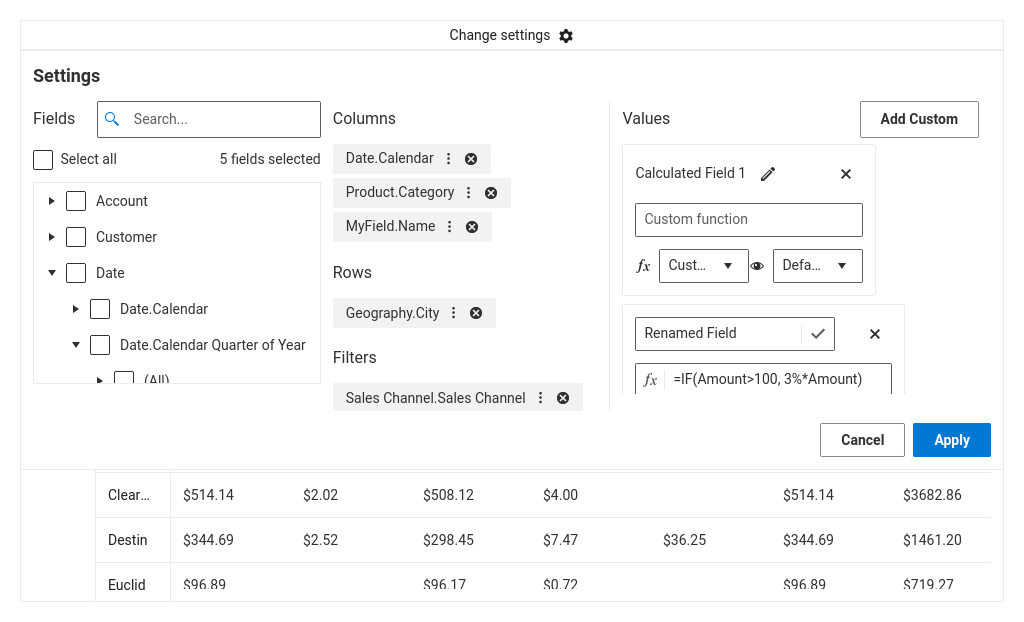 Change settings
Settings
Fields
Search...
Select all
5 fields selected
Account
Customer
Date
Date.Calendar
Date.Calendar Quarter of Year
(All)
Columns
Date.Calendar
Product.Category
MyField.Name
Rows
Geography.City
Filters
Sales Channel.Sales Channel
Values
Add Custom
Calculated Field 1
Custom function
fx Cust... Defa...
Renamed Field
fx =IF(Amount>100, 3%*Amount)
Cancel Apply
Clear... $514.14 $2.02 $508.12 $4.00 $514.14 $3682.86
Destin $344.69 $2.52 $298.45 $7.47 $36.25 $344.69 $1461.20
Euclid $96.89 $96.17 $0.72 $96.89 $719.27